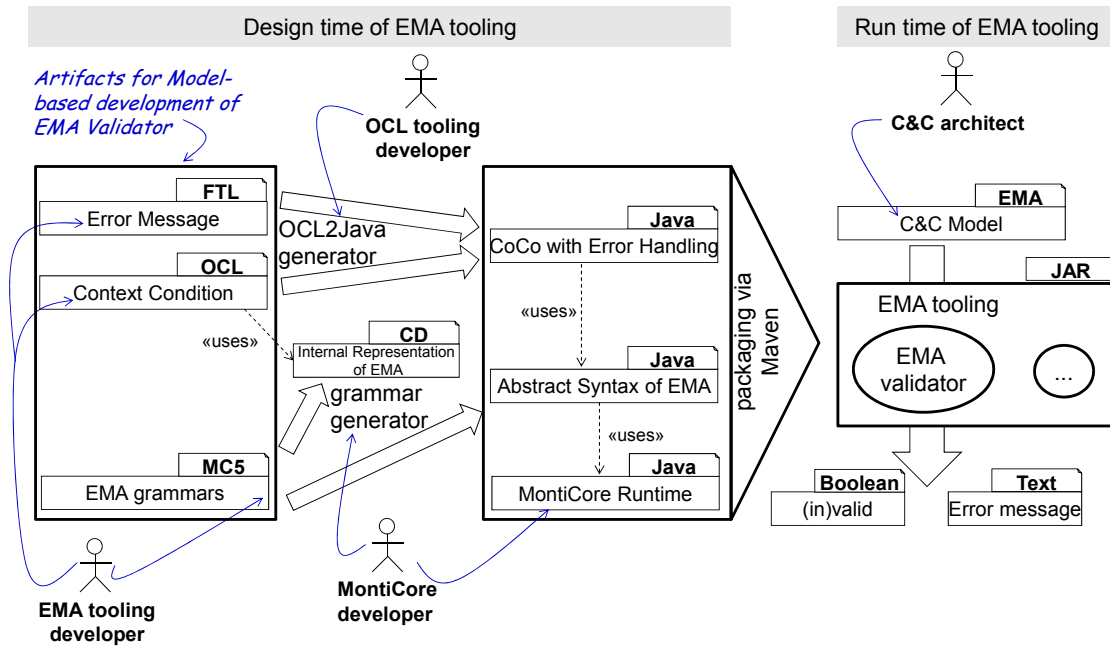 Design time of EMA tooling
Run time of EMA tooling
Artifacts for Model-
based development of
EMA Validator
OCL tooling
developer
C&C architect
FTL
Error Message
OCL
Context Condition
«uses»
OCL2Java
generator
CD
Internal Representation
of EMA
grammar
generator
MC5
EMA grammars
Java
CoCo with Error Handling
«uses»
Java
Abstract Syntax of EMA
«uses»
Java
MontiCore Runtime
packaging via
Maven
EMA
C&C Model
JAR
EMA tooling
EMA
validator
...
Boolean
(in)valid
Text
Error message
EMA tooling
developer
MontiCore
developer